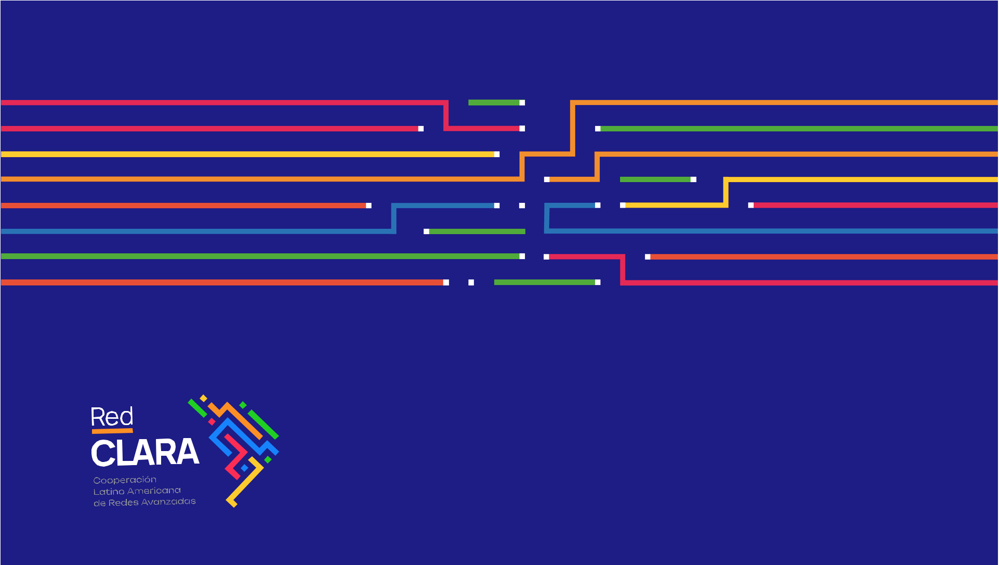 Red
CLARA
Cooperación
Latino Americana
de Redes Avanzadas